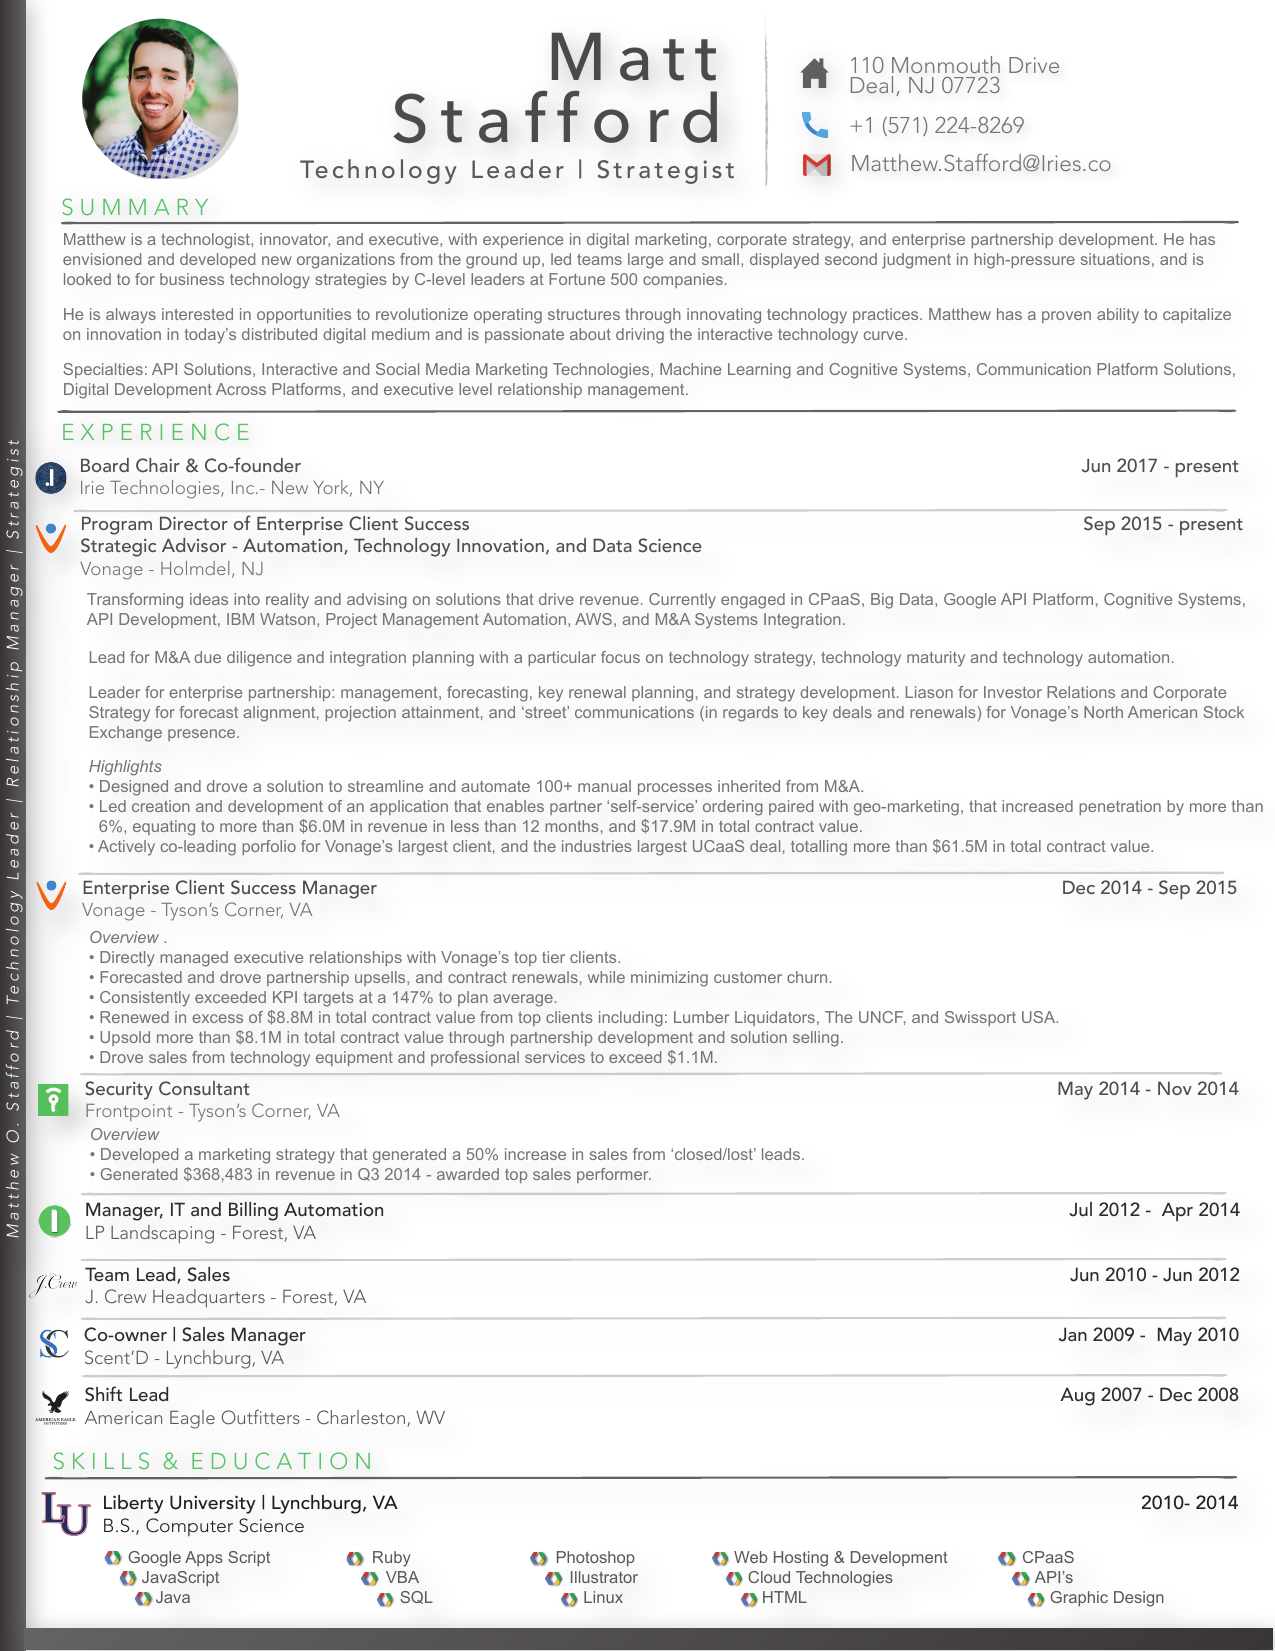 Matt
Stafford
Technology Leader | Strategist
110 Monmouth Drive
Deal, NJ 07723
+1 (571) 224-8269
Matthew.Stafford@Iries.co
SUMMARY
Matthew is a technologist, innovator, and executive, with experience in digital marketing, corporate strategy, and enterprise partnership development. He has
envisioned and developed new organizations from the ground up, led teams large and small, displayed second judgment in high-pressure situations, and is
looked to for business technology strategies by C-level leaders at Fortune 500 companies.
He is always interested in opportunities to revolutionize operating structures through innovating technology practices. Matthew has a proven ability to capitalize
on innovation in today's distributed digital medium and is passionate about driving the interactive technology curve.
Specialties: API Solutions, Interactive and Social Media Marketing Technologies, Machine Learning and Cognitive Systems, Communication Platform Solutions,
Digital Development Across Platforms, and executive level relationship management.
EXPERIENCE
Board Chair & Co-founder Jun 2017 - present
Irie Technologies, Inc.- New York, NY
Program Director of Enterprise Client Success Sep 2015 - present
Strategic Advisor - Automation, Technology Innovation, and Data Science
Vonage - Holmdel, NJ
Transforming ideas into reality and advising on solutions that drive revenue. Currently engaged in CPaaS, Big Data, Google API Platform, Cognitive Systems,
API Development, IBM Watson, Project Management Automation, AWS, and M&A Systems Integration.
Lead for M&A due diligence and integration planning with a particular focus on technology strategy, technology maturity and technology automation.
Leader for enterprise partnership: management, forecasting, key renewal planning, and strategy development. Liason for Investor Relations and Corporate
Strategy for forecast alignment, projection attainment, and ‘street’ communications (in regards to key deals and renewals) for Vonage’s North American Stock
Exchange presence.
Highlights
• Designed and drove a solution to streamline and automate 100+ manual processes inherited from M&A.
• Led creation and development of an application that enables partner ‘self-service’ ordering paired with geo-marketing, that increased penetration by more than
6%, equating to more than $6.0M in revenue in less than 12 months, and $17.9M in total contract value.
• Actively co-leading porfolio for Vonage’s largest client, and the industries largest UCaaS deal, totalling more than $61.5M in total contract value.
Enterprise Client Success Manager Dec 2014 - Sep 2015
Vonage - Tyson’s Corner, VA
Overview .
• Directly managed executive relationships with Vonage’s top tier clients.
• Forecasted and drove partnership upsells, and contract renewals, while minimizing customer churn.
• Consistently exceeded KPI targets at a 147% to plan average.
• Renewed in excess of $8.8M in total contract value from top clients including: Lumber Liquidators, The UNCF, and Swissport USA.
• Upsold more than $8.1M in total contract value through partnership development and solution selling.
• Drove sales from technology equipment and professional services to exceed $1.1M.
Security Consultant May 2014 - Nov 2014
Frontpoint - Tyson’s Corner, VA
Overview
• Developed a marketing strategy that generated a 50% increase in sales from ‘closed/lost’ leads.
• Generated $368,483 in revenue in Q3 2014 - awarded top sales performer.
Manager, IT and Billing Automation Jul 2012 - Apr 2014
LP Landscaping - Forest, VA
J.Crew
Team Lead, Sales Jun 2010 - Jun 2012
J. Crew Headquarters - Forest, VA
SC
Co-owner | Sales Manager Jan 2009 - May 2010
Scent’D - Lynchburg, VA
AMERICAN EAGLE
OUTFITTERS
Shift Lead Aug 2007 - Dec 2008
American Eagle Outfitters - Charleston, WV
SKILLS & EDUCATION
LU
Liberty University | Lynchburg, VA 2010- 2014
B.S., Computer Science
Google Apps Script Ruby Photoshop Web Hosting & Development CPaaS
JavaScript VBA Illustrator Cloud Technologies API’s
Java SQL Linux HTML Graphic Design
Matthew O. Stafford | Technology Leader | Relationship Manager | Strategist